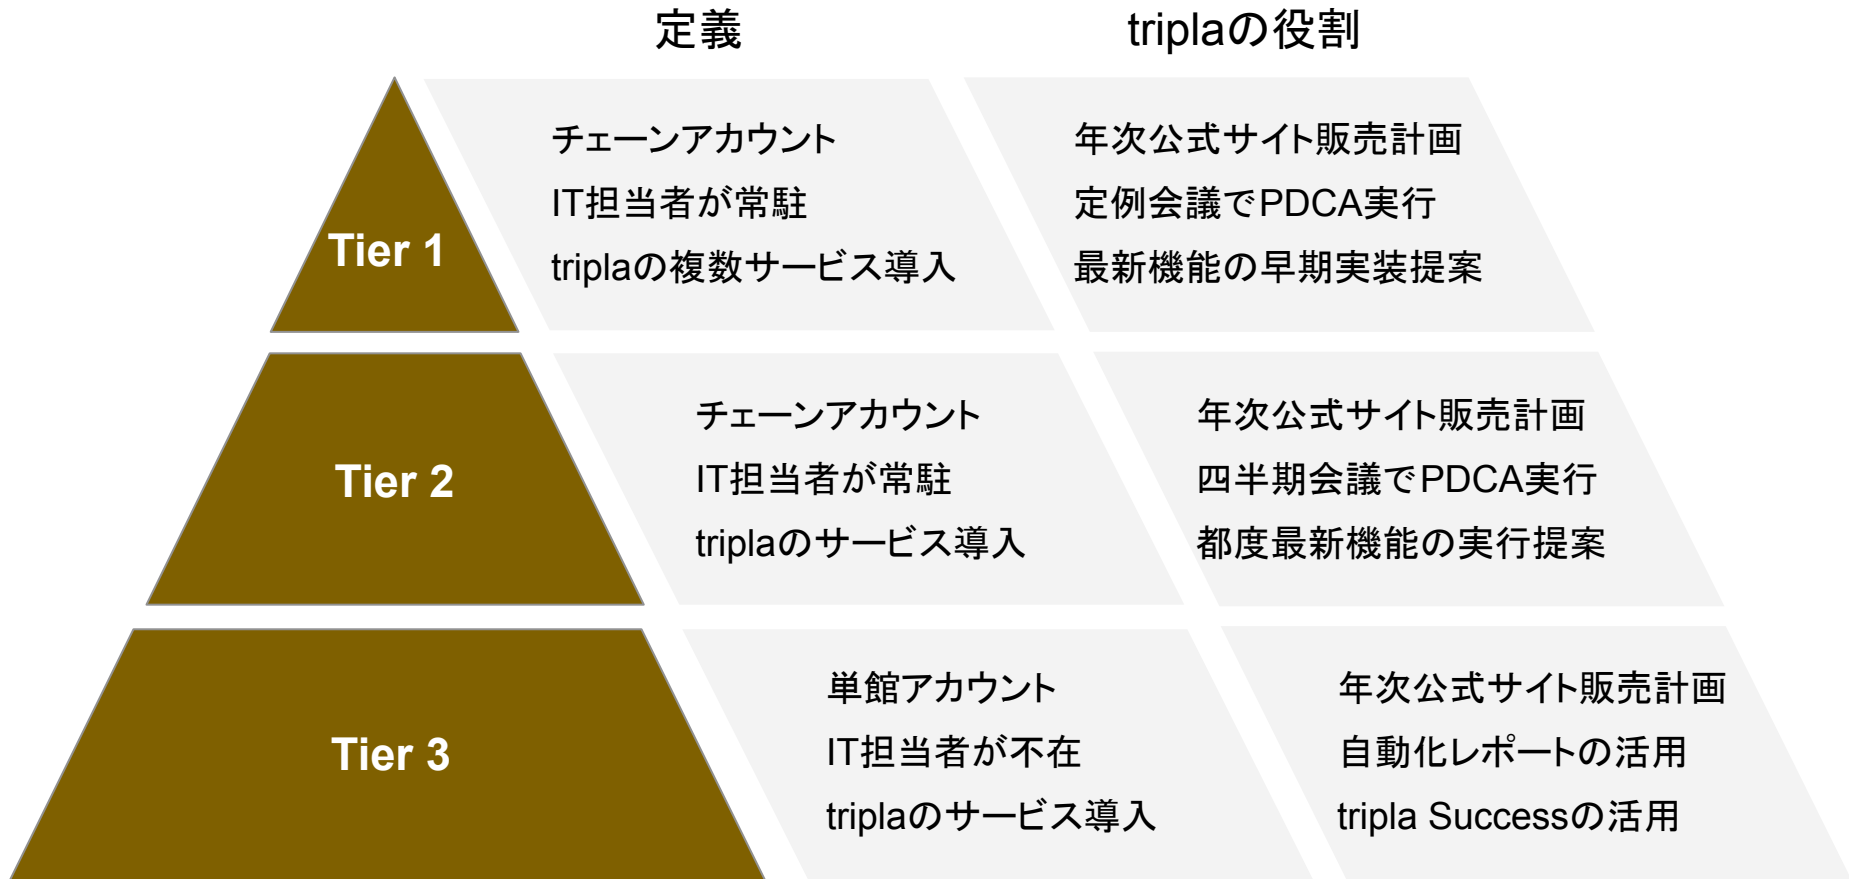 定義
triplaの役割
Tier 1
チェーンアカウント
IT担当者が常駐
triplaの複数サービス導入
年次公式サイト販売計画
定例会議でPDCA実行
最新機能の早期実装提案
Tier 2
チェーンアカウント
IT担当者が常駐
triplaのサービス導入
年次公式サイト販売計画
四半期会議でPDCA実行
都度最新機能の実行提案
Tier 3
単館アカウント
IT担当者が不在
triplaのサービス導入
年次公式サイト販売計画
自動化レポートの活用
tripla Successの活用